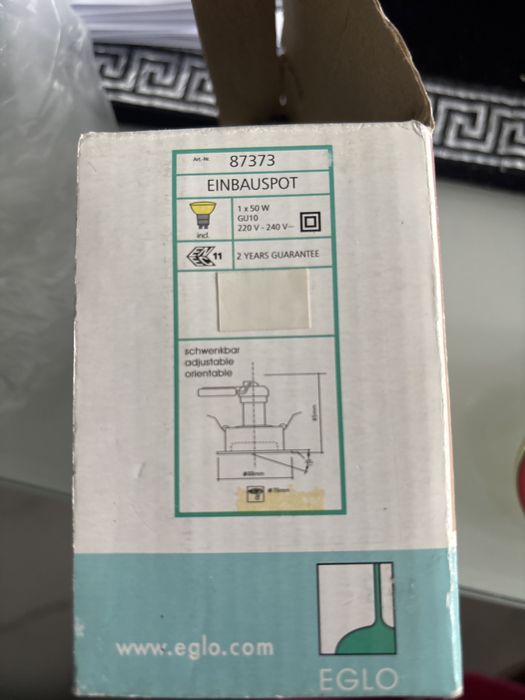 Art.-Nr. 87373
EINBAUSPOT
1 x 50 W
GU10
220 V - 240 V~
incl.
11
2 YEARS GUARANTEE
schwenkbar
adjustable
orientable
www.eglo.com
EGLO